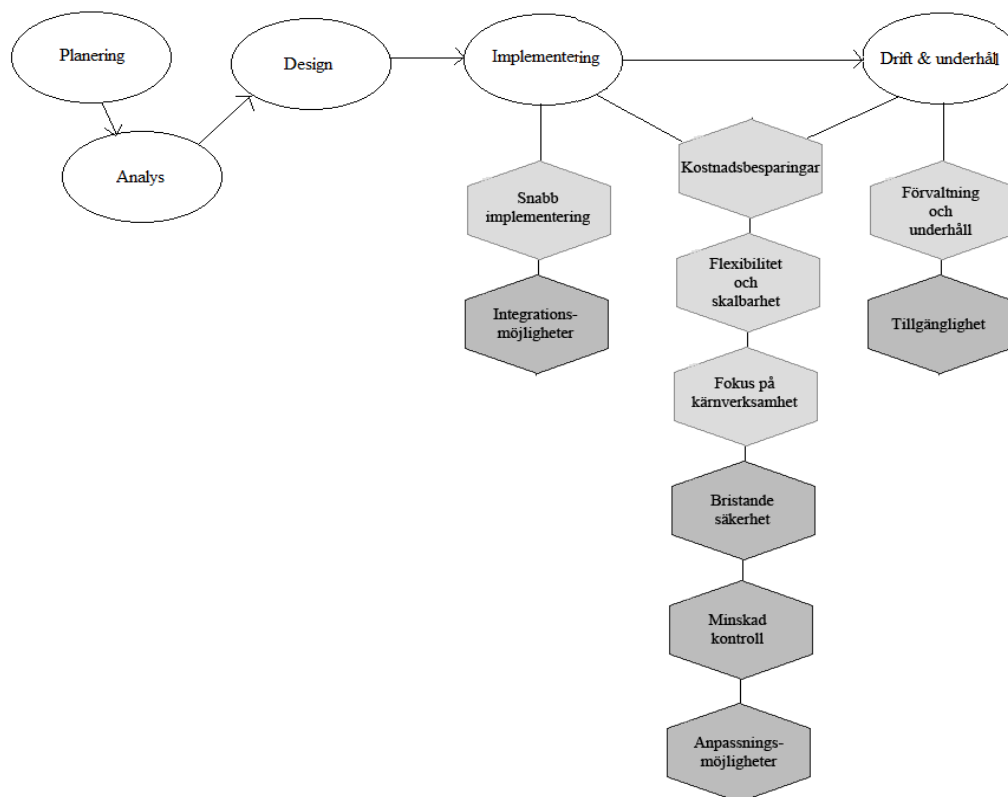 Planering
Analys
Design
Implementering
Drift & underhåll
Snabb
implementering
Integrations-
möjligheter
Kostnadsbesparingar
Flexibilitet
och
skalbarhet
Fokus på
kärnverksamhet
Bristande
säkerhet
Minskad
kontroll
Anpassnings-
möjligheter
Förvaltning
och
underhåll
Tillgänglighet